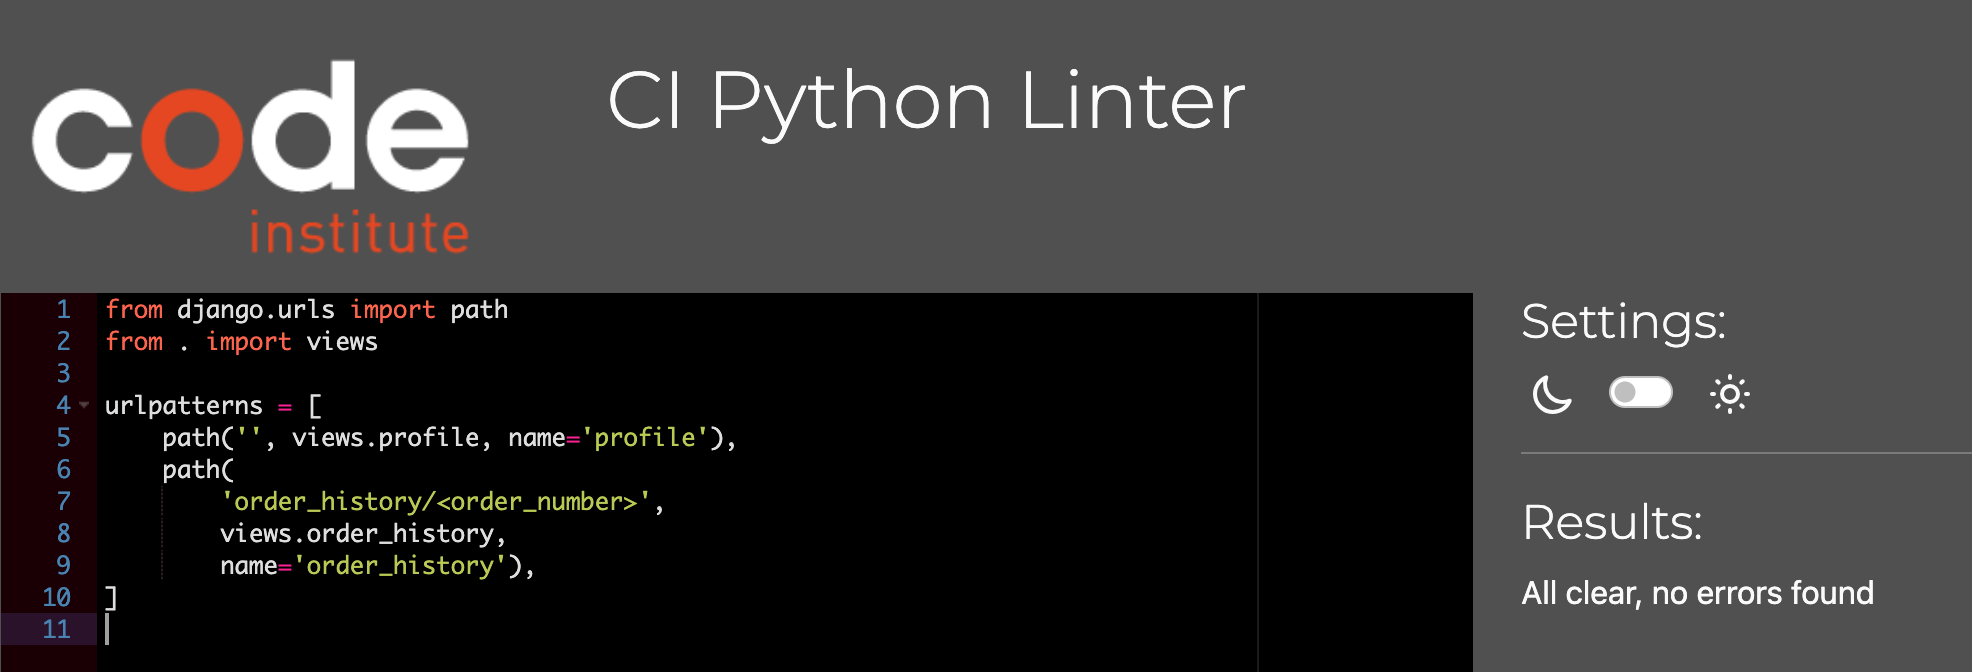 code
institute
CI Python Linter
1 from django.urls import path
2 from . import views
3
4 urlpatterns = [
5     path('', views.profile, name='profile'),
6     path(
7         'order_history/<order_number>',
8         views.order_history,
9         name='order_history'),
10 ]
11
Settings:
Results:
All clear, no errors found